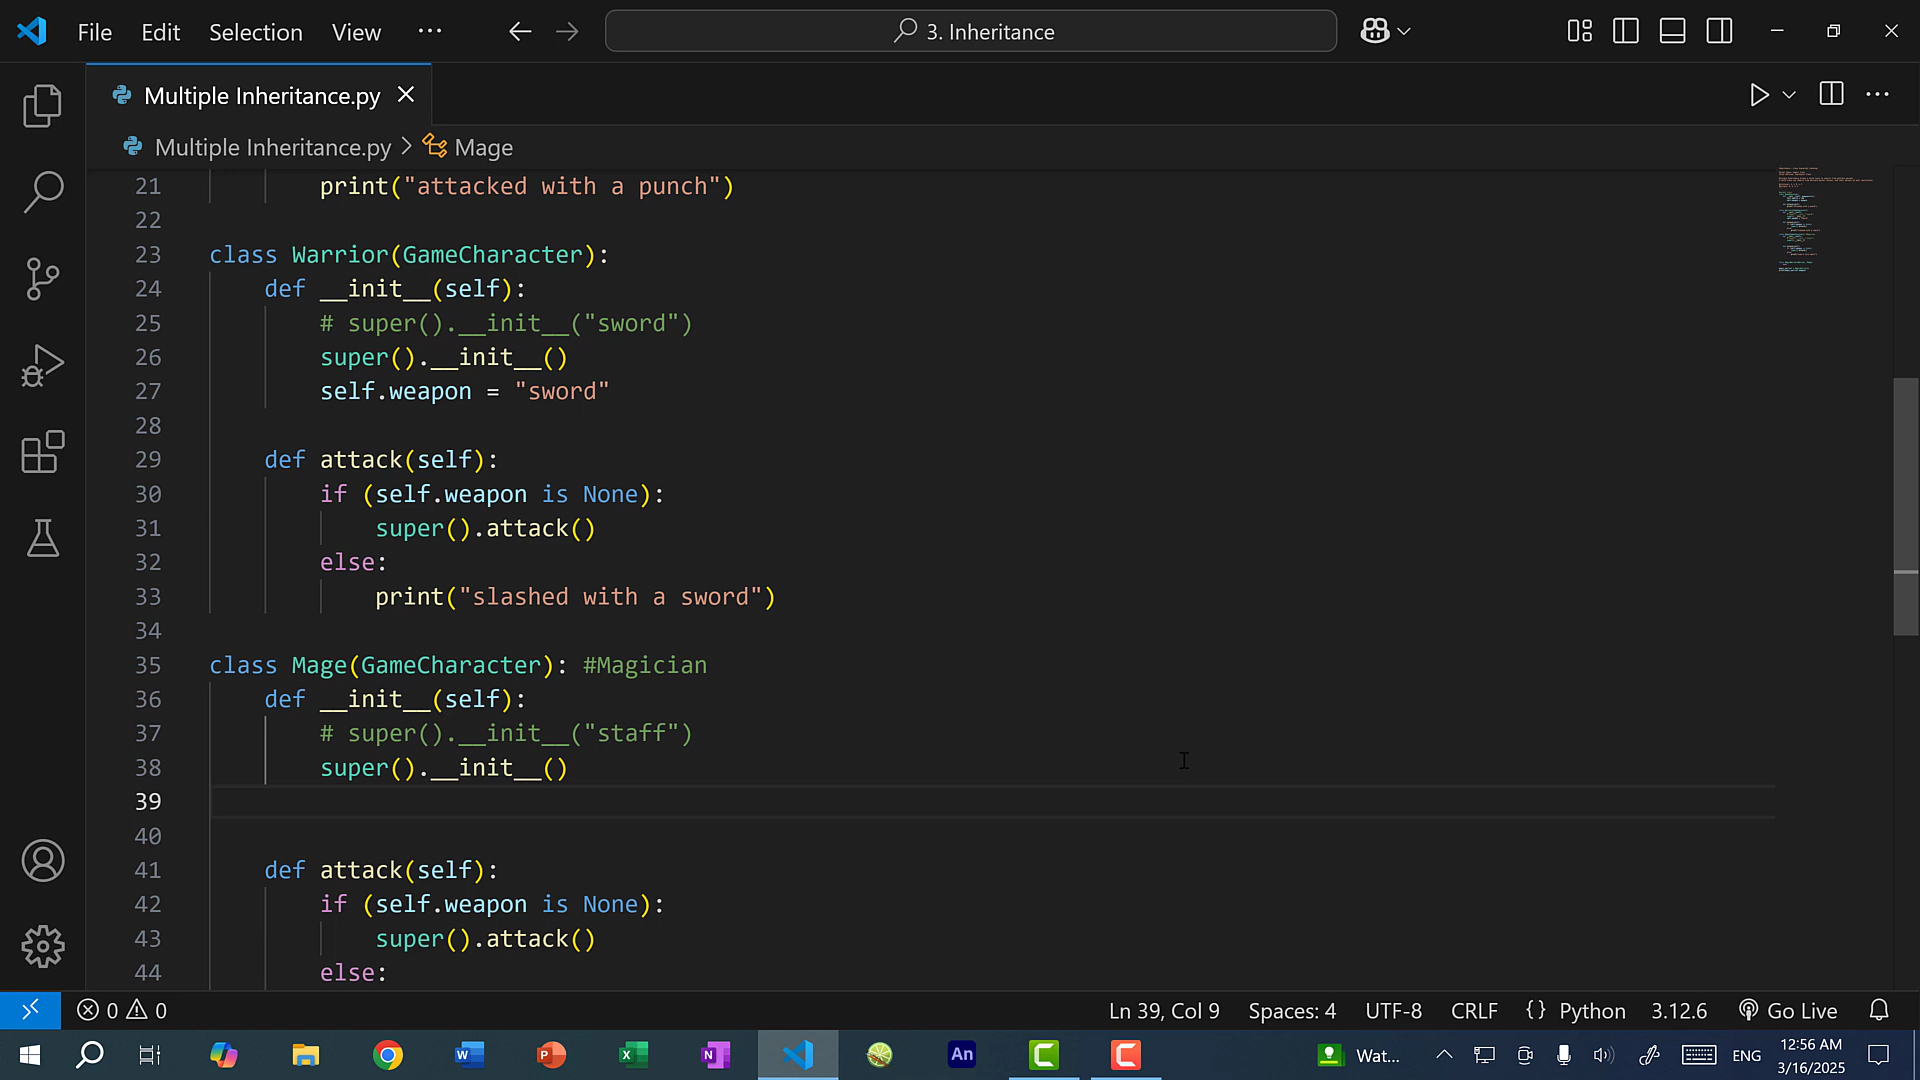 File Edit Selection View ··· 3. Inheritance
Multiple Inheritance.py
Multiple Inheritance.py > Mage
21 print("attacked with a punch")
22
23 class Warrior(GameCharacter):
24 def __init__(self):
25 # super().__init__("sword")
26 super().__init__()
27 self.weapon = "sword"
28
29 def attack(self):
30 if (self.weapon is None):
31 super().attack()
32 else:
33 print("slashed with a sword")
34
35 class Mage(GameCharacter): #Magician
36 def __init__(self):
37 # super().__init__("staff")
38 super().__init__()
39
40
41 def attack(self):
42 if (self.weapon is None):
43 super().attack()
44 else:
0 0 Ln 39, Col 9 Spaces: 4 UTF-8 CRLF {} Python 3.12.6 Go Live
Wat... ENG 12:56 AM
3/16/2025